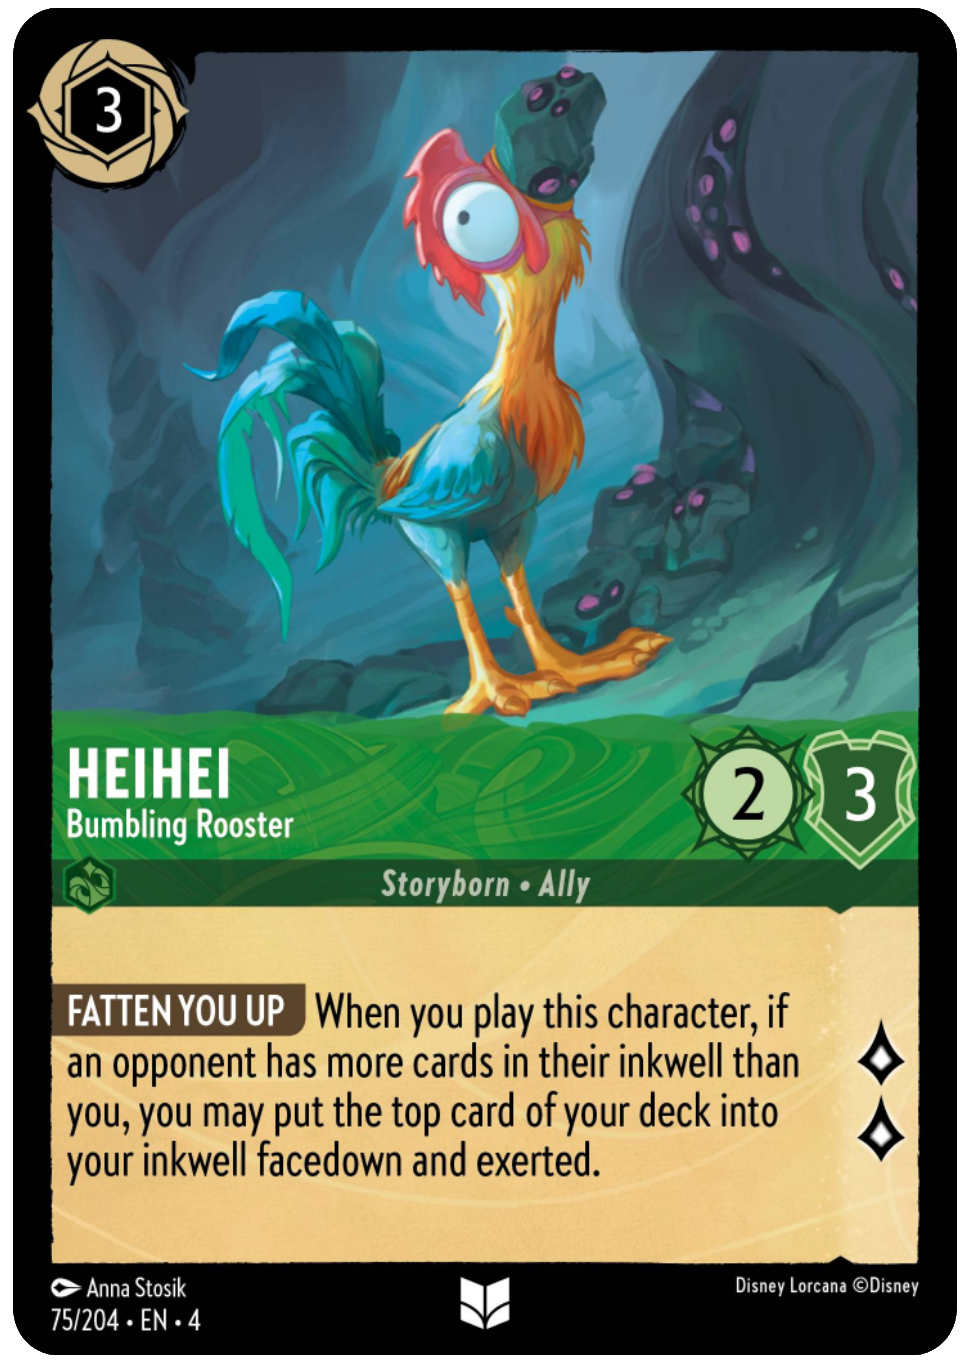 3
HEIHEI
Bumbling Rooster
2
3
Storyborn • Ally
FATTEN YOU UP When you play this character, if
an opponent has more cards in their inkwell than
you, you may put the top card of your deck into
your inkwell facedown and exerted.
Anna Stosik
75/204 • EN • 4
Disney Lorcana ©Disney